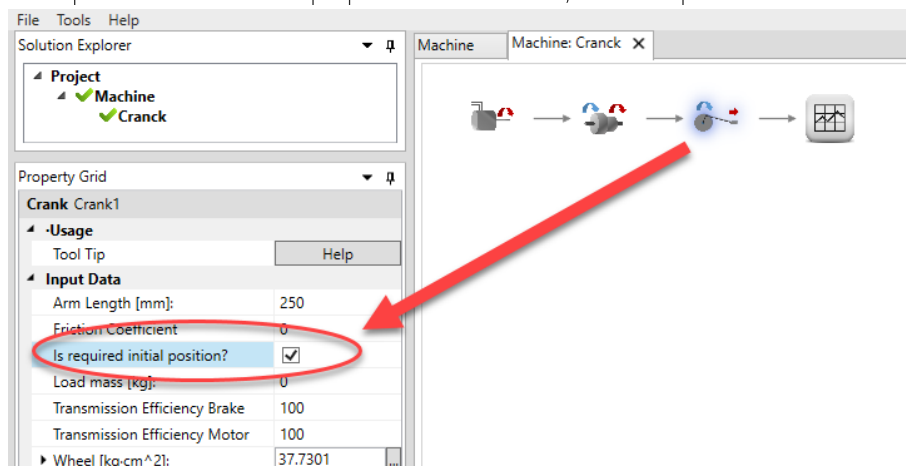 File Tools Help
Solution Explorer
Project
Machine
Cranck
Property Grid
Crank Crank1
·Usage
Tool Tip Help
Input Data
Arm Length [mm]: 250
Friction Coefficient 0
Is required initial position?
Load mass [kg]: 0
Transmission Efficiency Brake 100
Transmission Efficiency Motor 100
Wheel [kg·cm^2]: 37.7301 ...
Machine Machine: Cranck X